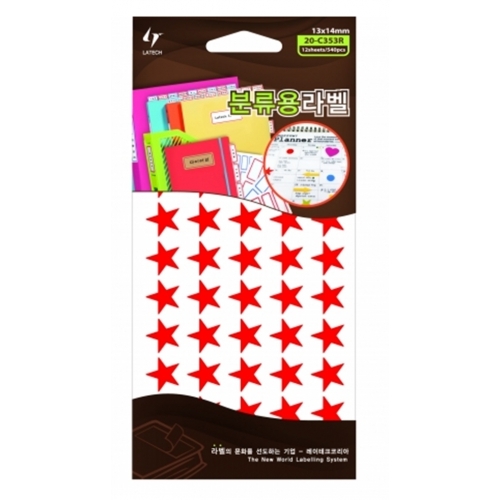 LATECH
13x14mm
20-C353R
12sheets/540pcs
분류용라벨
Planner
라벨의 문화를 선도하는 기업 - 레이테크코리아
The New World Labelling System